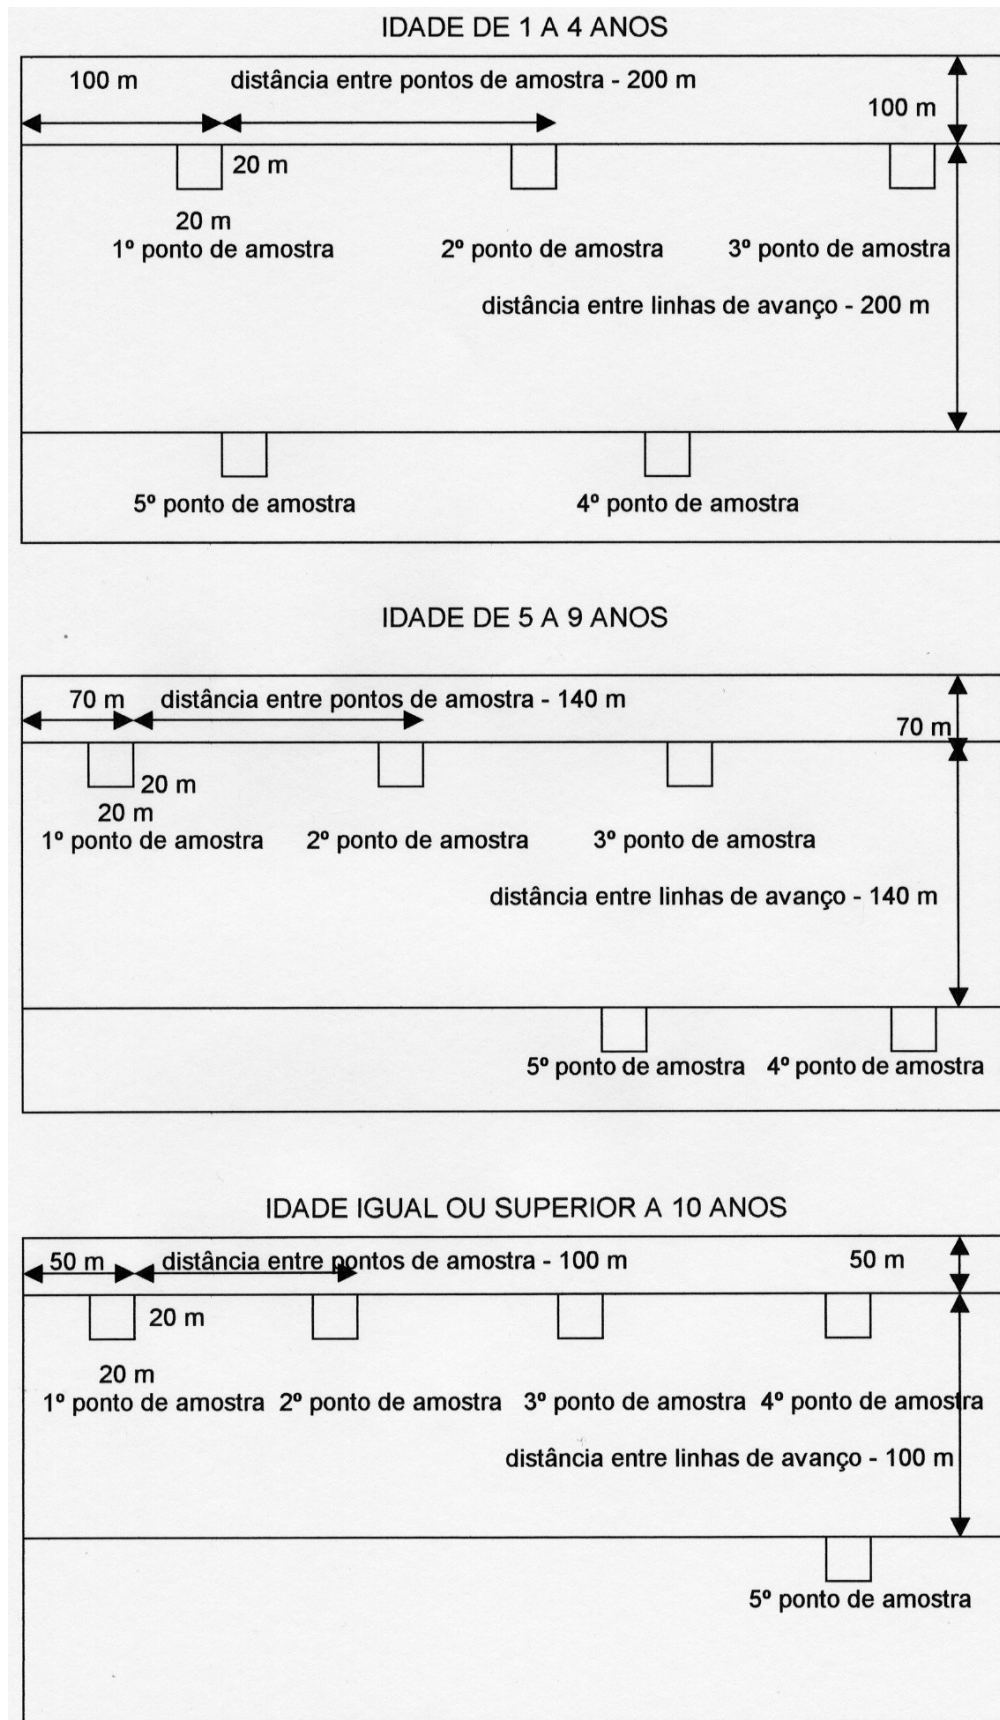 IDADE DE 1 A 4 ANOS
100 m distância entre pontos de amostra - 200 m
100 m
20 m
20 m
1º ponto de amostra 2º ponto de amostra 3º ponto de amostra
distância entre linhas de avanço - 200 m
5º ponto de amostra 4º ponto de amostra
IDADE DE 5 A 9 ANOS
70 m distância entre pontos de amostra - 140 m
70 m
20 m
20 m
1º ponto de amostra 2º ponto de amostra 3º ponto de amostra
distância entre linhas de avanço - 140 m
5º ponto de amostra 4º ponto de amostra
IDADE IGUAL OU SUPERIOR A 10 ANOS
50 m distância entre pontos de amostra - 100 m 50 m
20 m
20 m
1º ponto de amostra 2º ponto de amostra 3º ponto de amostra 4º ponto de amostra
distância entre linhas de avanço - 100 m
5º ponto de amostra